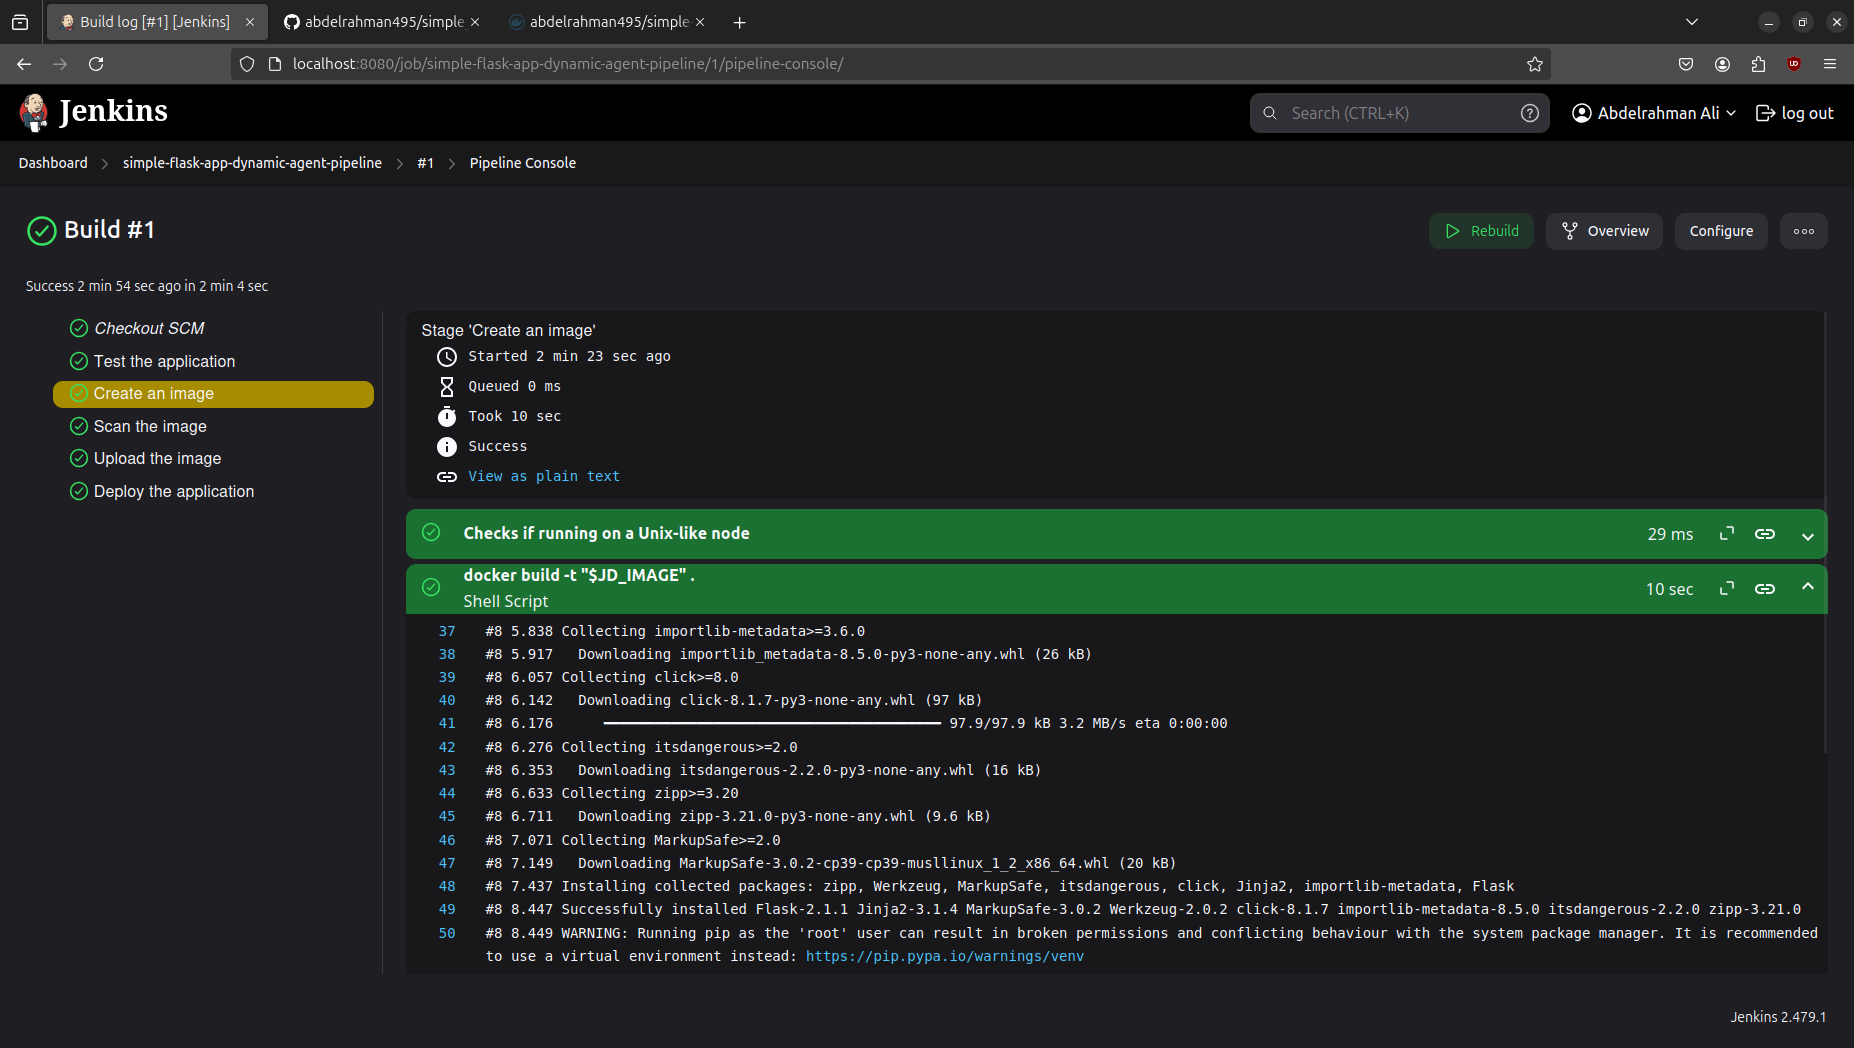 Build log [#1] [Jenkins]
abdelrahman495/simple
abdelrahman495/simple
localhost:8080/job/simple-flask-app-dynamic-agent-pipeline/1/pipeline-console/
Jenkins
Search (CTRL+K)
Abdelrahman Ali
log out
Dashboard
simple-flask-app-dynamic-agent-pipeline
#1
Pipeline Console
Build #1
Rebuild
Overview
Configure
Success 2 min 54 sec ago in 2 min 4 sec
Checkout SCM
Test the application
Create an image
Scan the image
Upload the image
Deploy the application
Stage 'Create an image'
Started 2 min 23 sec ago
Queued 0 ms
Took 10 sec
Success
View as plain text
Checks if running on a Unix-like node
29 ms
docker build -t "$JD_IMAGE" .
Shell Script
10 sec
37 #8 5.838 Collecting importlib-metadata>=3.6.0
38 #8 5.917   Downloading importlib_metadata-8.5.0-py3-none-any.whl (26 kB)
39 #8 6.057 Collecting click>=8.0
40 #8 6.142   Downloading click-8.1.7-py3-none-any.whl (97 kB)
41 #8 6.176      ━━━━━━━━━━━━━━━━━━━━━━━━━━━━━━━━━━━━━━━━ 97.9/97.9 kB 3.2 MB/s eta 0:00:00
42 #8 6.276 Collecting itsdangerous>=2.0
43 #8 6.353   Downloading itsdangerous-2.2.0-py3-none-any.whl (16 kB)
44 #8 6.633 Collecting zipp>=3.20
45 #8 6.711   Downloading zipp-3.21.0-py3-none-any.whl (9.6 kB)
46 #8 7.071 Collecting MarkupSafe>=2.0
47 #8 7.149   Downloading MarkupSafe-3.0.2-cp39-cp39-musllinux_1_2_x86_64.whl (20 kB)
48 #8 7.437 Installing collected packages: zipp, Werkzeug, MarkupSafe, itsdangerous, click, Jinja2, importlib-metadata, Flask
49 #8 8.447 Successfully installed Flask-2.1.1 Jinja2-3.1.4 MarkupSafe-3.0.2 Werkzeug-2.0.2 click-8.1.7 importlib-metadata-8.5.0 itsdangerous-2.2.0 zipp-3.21.0
50 #8 8.449 WARNING: Running pip as the 'root' user can result in broken permissions and conflicting behaviour with the system package manager. It is recommended
to use a virtual environment instead: https://pip.pypa.io/warnings/venv
Jenkins 2.479.1